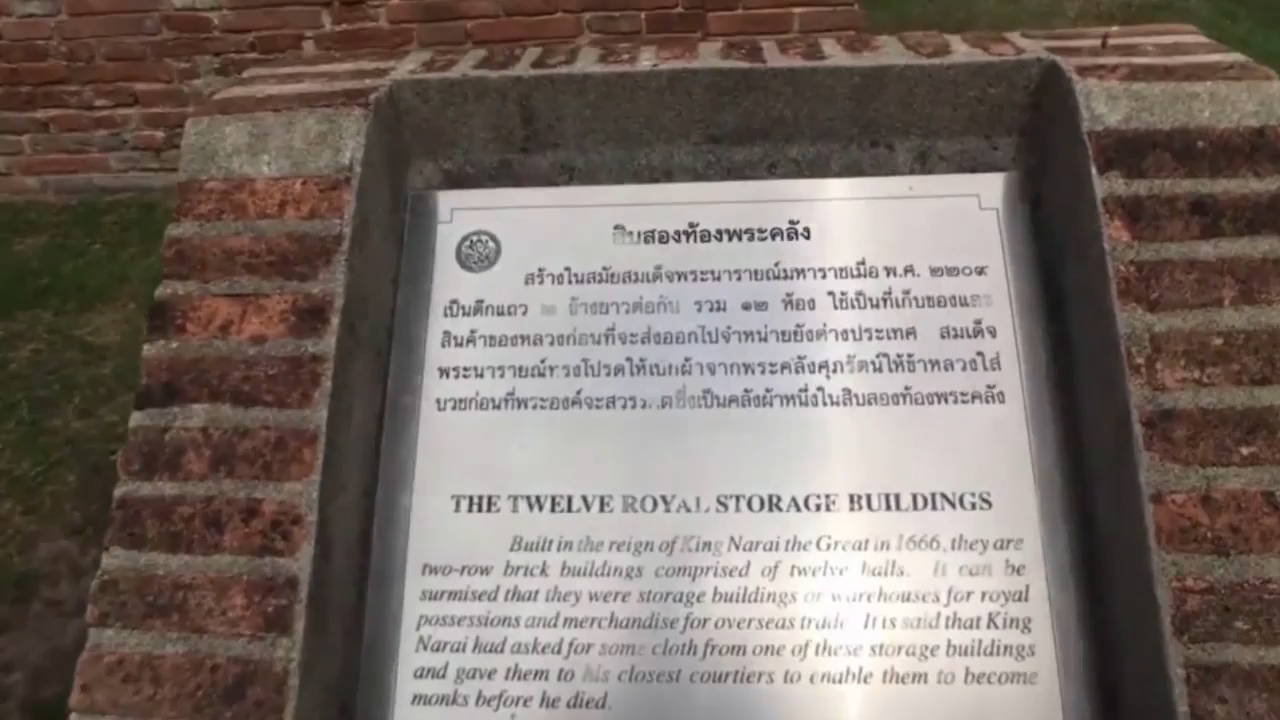 สิบสองท้องพระคลัง
สร้างในสมัยสมเด็จพระนารายณ์มหาราชเมื่อ พ.ศ. ๒๒๐๙
เป็นตึกแถว ๒ ข้างยาวต่อกัน รวม ๑๒ ห้อง ใช้เป็นที่เก็บของและ
สินค้าของหลวงก่อนที่จะส่งออกไปจำหน่ายยังต่างประเทศ สมเด็จ
พระนารายณ์ทรงโปรดให้เบิกผ้าจากพระคลังศุภรัตน์ให้ข้าหลวงใส่
บวชก่อนที่พระองค์จะสวรรคตซึ่งเป็นคลังผ้าหนึ่งในสิบสองท้องพระคลัง
THE TWELVE ROYAL STORAGE BUILDINGS
Built in the reign of King Narai the Great in 1666, they are
two-row brick buildings comprised of twelve halls. It can be
surmised that they were storage buildings or warehouses for royal
possessions and merchandise for overseas trade. It is said that King
Narai had asked for some cloth from one of these storage buildings
and gave them to his closest courtiers to enable them to become
monks before he died.